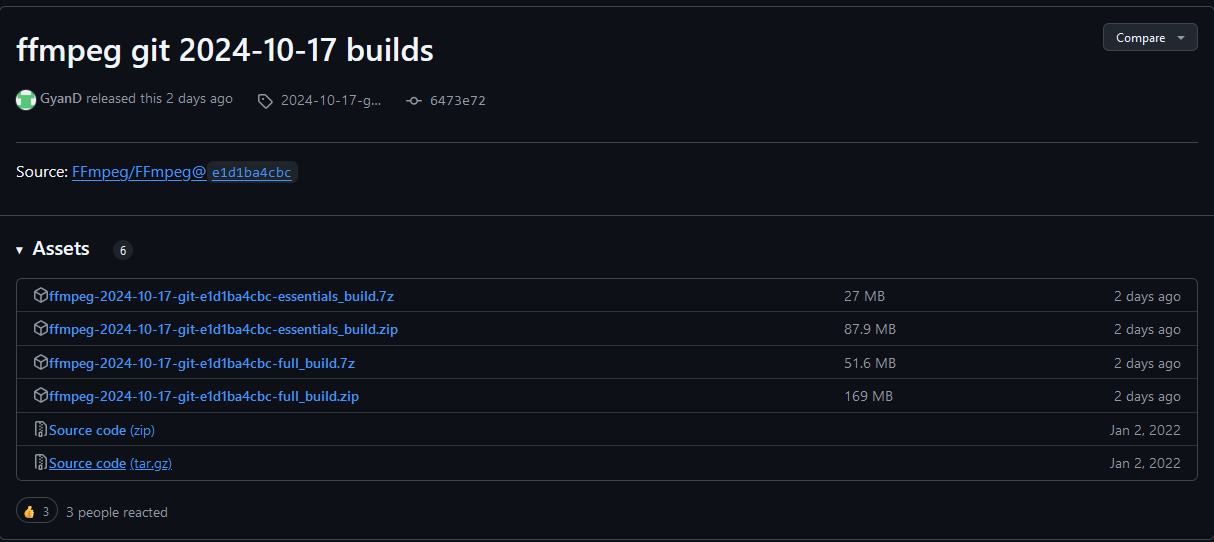 ffmpeg git 2024-10-17 builds
Compare
GyanD released this 2 days ago 2024-10-17-g... 6473e72
Source: FFmpeg/FFmpeg@e1d1ba4cbc
Assets 6
ffmpeg-2024-10-17-git-e1d1ba4cbc-essentials_build.7z 27 MB 2 days ago
ffmpeg-2024-10-17-git-e1d1ba4cbc-essentials_build.zip 87.9 MB 2 days ago
ffmpeg-2024-10-17-git-e1d1ba4cbc-full_build.7z 51.6 MB 2 days ago
ffmpeg-2024-10-17-git-e1d1ba4cbc-full_build.zip 169 MB 2 days ago
Source code (zip) Jan 2, 2022
Source code (tar.gz) Jan 2, 2022
👍 3 3 people reacted